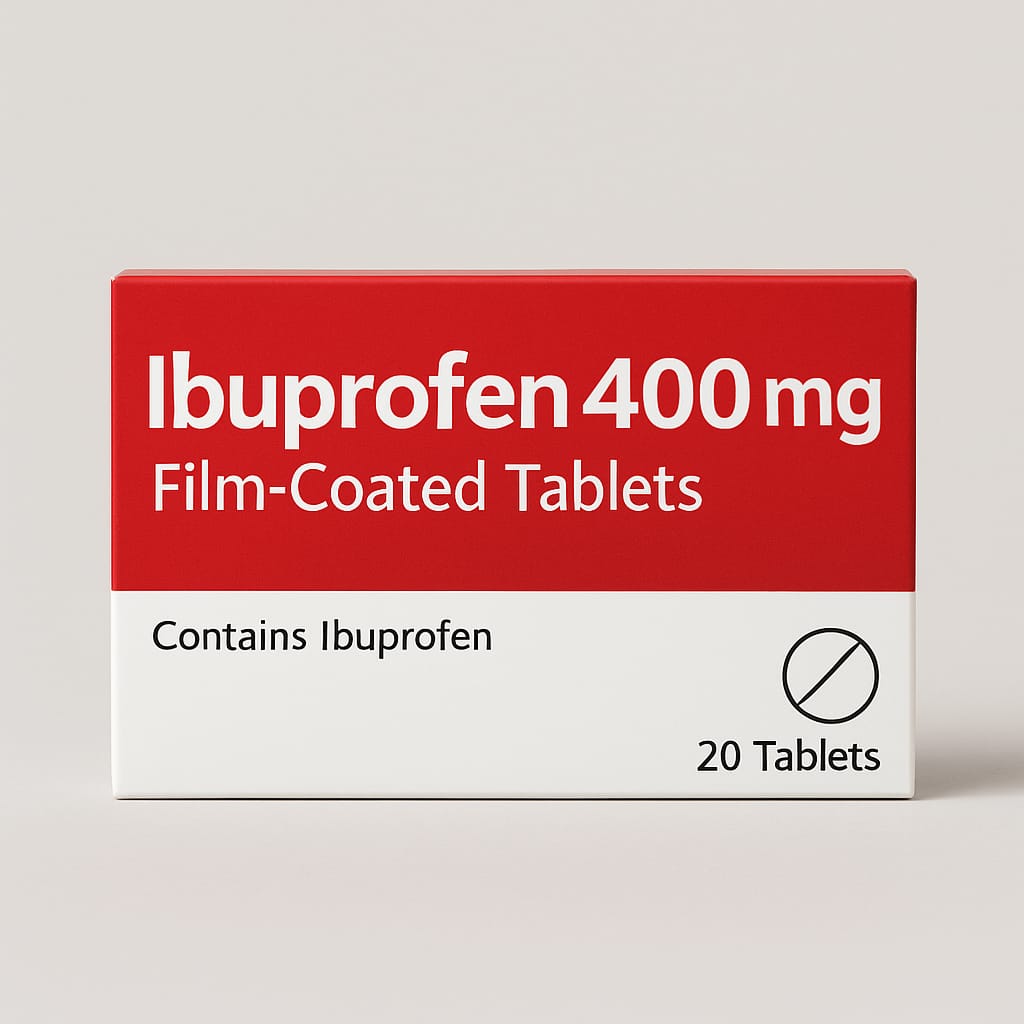 Ibuprofen 400 mg
Film-Coated Tablets
Contains Ibuprofen
20 Tablets